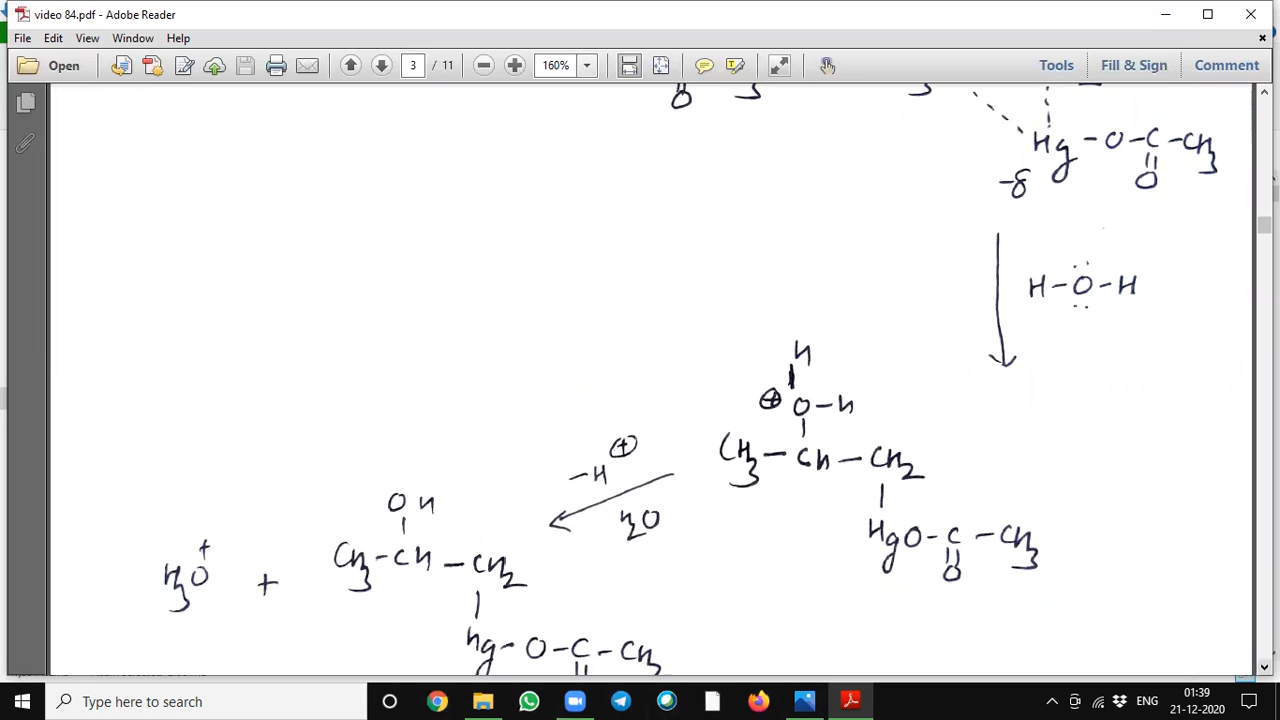 video 84.pdf - Adobe Reader
File Edit View Window Help
Open 3 / 11 160% Tools Fill & Sign Comment
Hg - O - C - CH3
-δ O
H - O - H
H
⊕ O - H
CH3 - CH - CH2
HgO - C - CH3
O
-H⊕
H2O
OH
H3O+ + CH3 - CH - CH2
Hg - O - C - CH3
Type here to search
ENG 01:39
21-12-2020